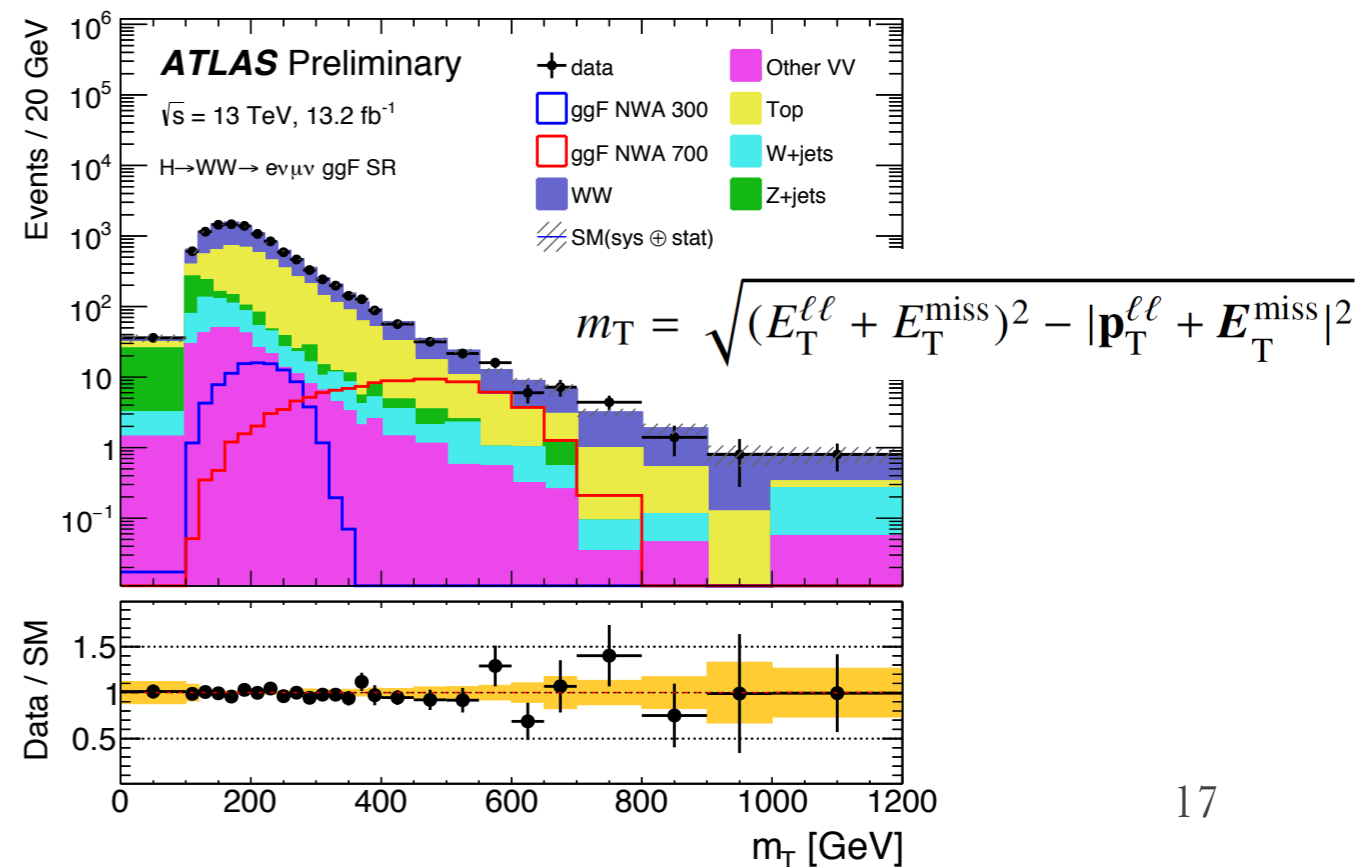 Events / 20 GeV
10⁶
10⁵
10⁴
10³
10²
10
1
10⁻¹
ATLAS Preliminary
√s = 13 TeV, 13.2 fb⁻¹
H→WW→ eνμν ggF SR
data
ggF NWA 300
ggF NWA 700
WW
SM(sys ⊕ stat)
Other VV
Top
W+jets
Z+jets
m_T = √((E_T^{ℓℓ} + E_T^{miss})² − |𝐩_T^{ℓℓ} + 𝑬_T^{miss}|²
Data / SM
1.5
1
0.5
0 200 400 600 800 1000 1200
m_T [GeV]
17